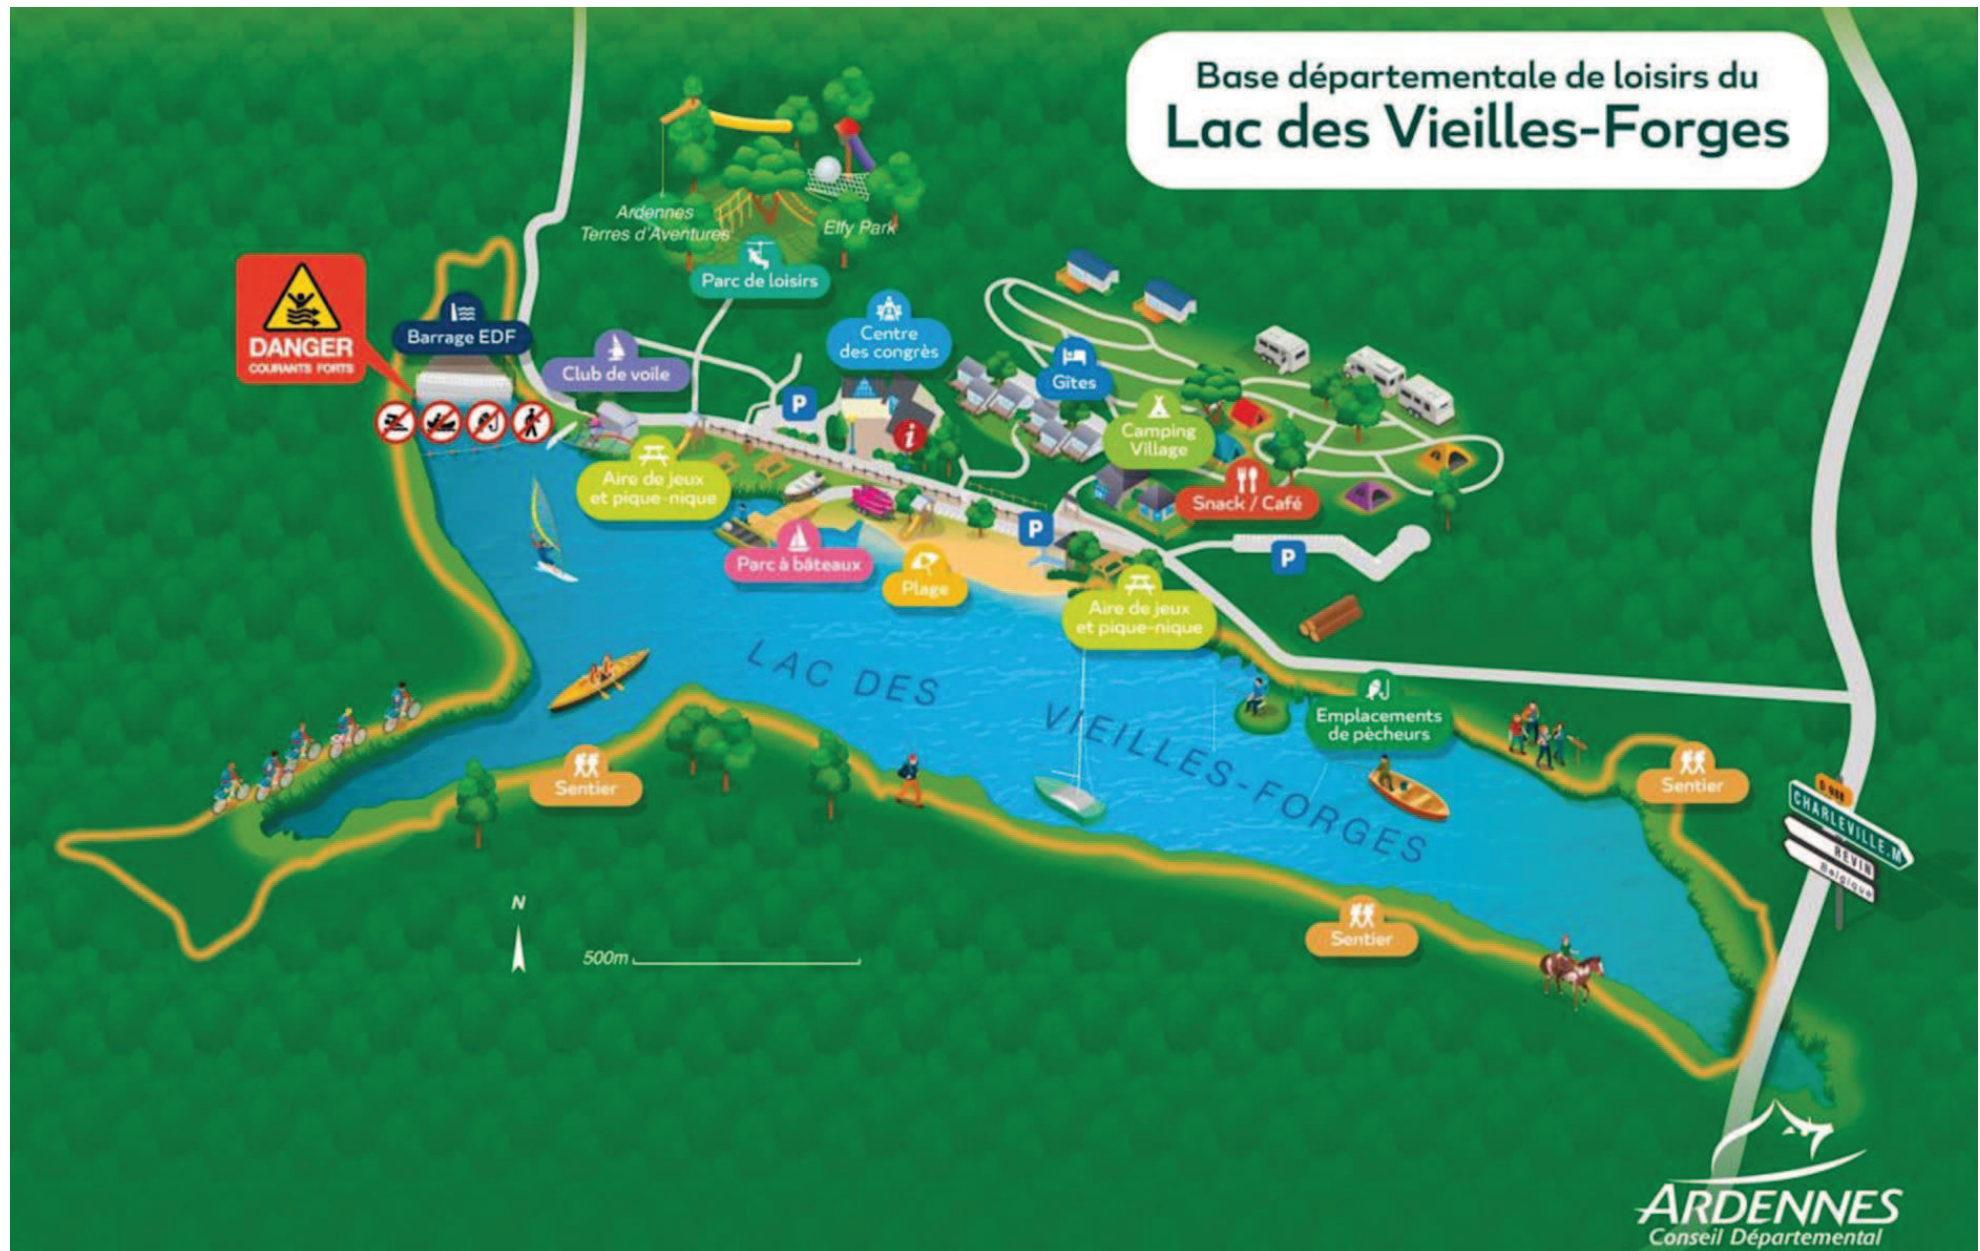 Base départementale de loisirs du
Lac des Vieilles-Forges
Ardennes
Terres d'Aventures
Elfy Park
Parc de loisirs
DANGER
COURANTS FORTS
Barrage EDF
Club de voile
Centre
des congrès
P
Gîtes
i
Camping
Village
Aire de jeux
et pique-nique
Snack / Café
P
P
Parc à bâteaux
Plage
Aire de jeux
et pique-nique
LAC DES
VIEILLES-FORGES
Emplacements
de pècheurs
Sentier
Sentier
D 988
CHARLEVILLE.M
REVIN
Belgique
Sentier
N
500m
ARDENNES
Conseil Départemental